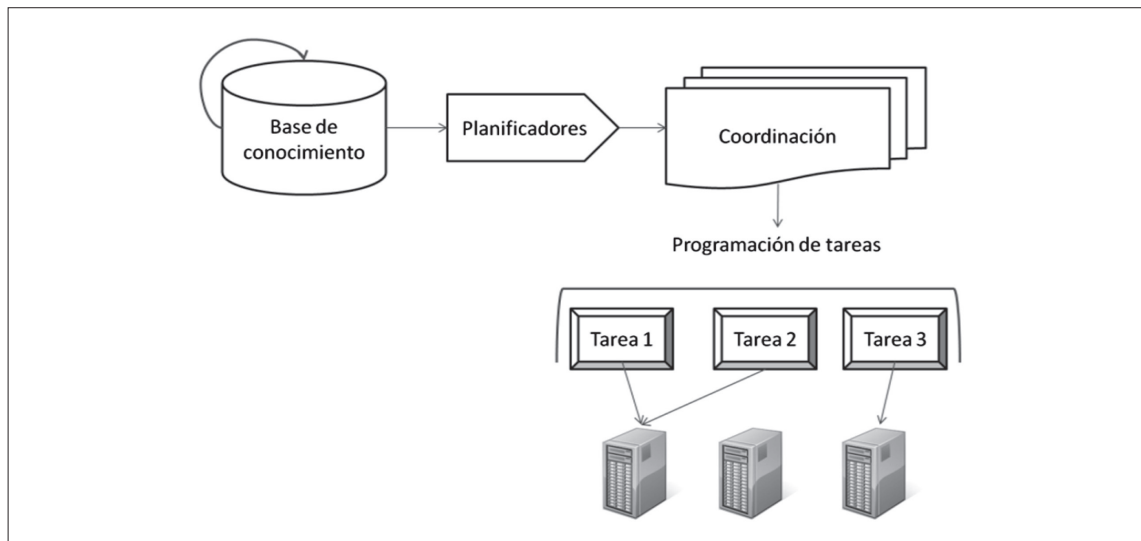 Base de
conocimiento
Planificadores
Coordinación
Programación de tareas
Tarea 1
Tarea 2
Tarea 3